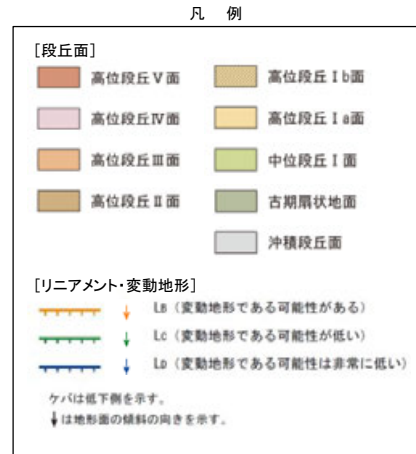 凡 例
[段丘面]
高位段丘Ⅴ面
高位段丘Ⅳ面
高位段丘Ⅲ面
高位段丘Ⅱ面
高位段丘Ⅰb面
高位段丘Ⅰa面
中位段丘Ⅰ面
古期扇状地面
沖積段丘面
[リニアメント・変動地形]
LB (変動地形である可能性がある)
LC (変動地形である可能性が低い)
LD (変動地形である可能性は非常に低い)
ケバは低下側を示す。
↓は地形面の傾斜の向きを示す。